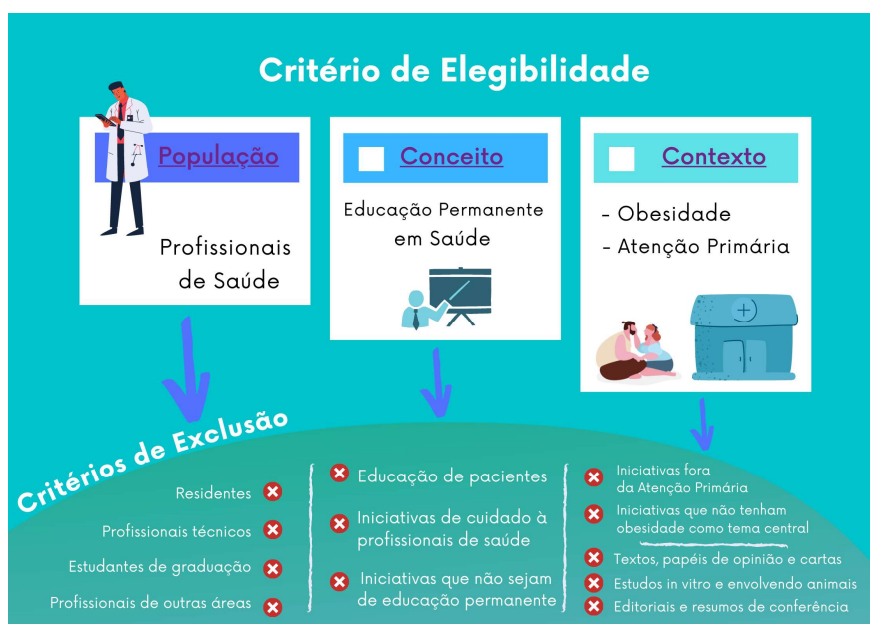 Critério de Elegibilidade
População
Profissionais
de Saúde
Conceito
Educação Permanente
em Saúde
Contexto
- Obesidade
- Atenção Primária
Critérios de Exclusão
Residentes
Profissionais técnicos
Estudantes de graduação
Profissionais de outras áreas
Educação de pacientes
Iniciativas de cuidado à
profissionais de saúde
Iniciativas que não sejam
de educação permanente
Iniciativas fora
da Atenção Primária
Iniciativas que não tenham
obesidade como tema central
Textos, papéis de opinião e cartas
Estudos in vitro e envolvendo animais
Editoriais e resumos de conferência